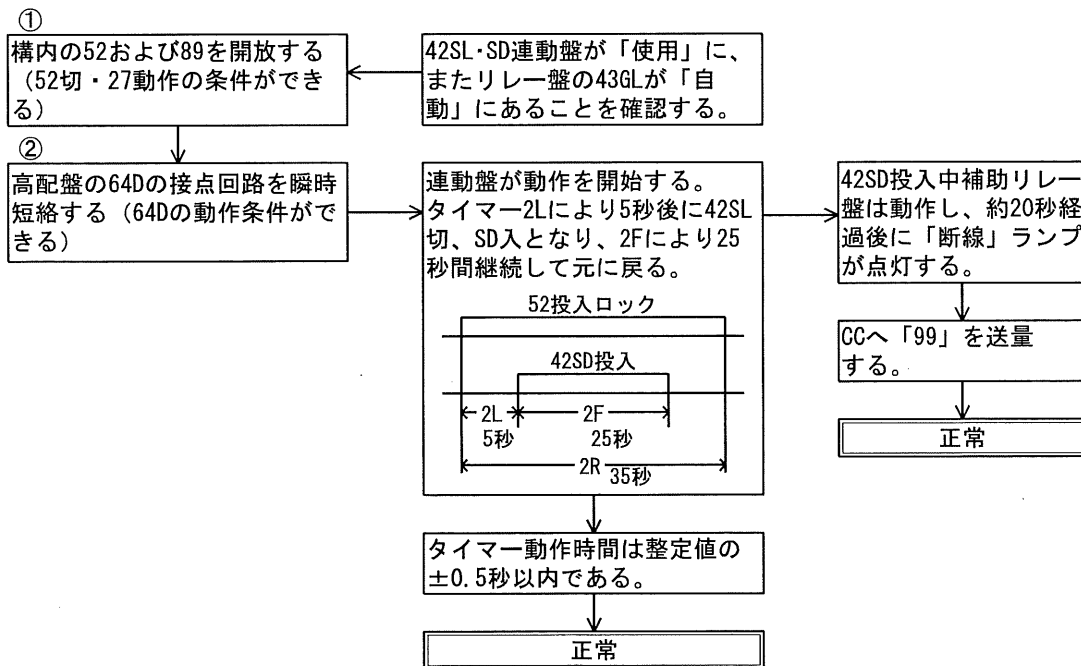 ①
構内の52および89を開放する
(52切・27動作の条件ができ
る)
42SL・SD連動盤が「使用」に、
またリレー盤の43GLが「自
動」にあることを確認する。
②
高配盤の64Dの接点回路を瞬時
短絡する(64Dの動作条件がで
きる)
連動盤が動作を開始する。
タイマー2Lにより5秒後に42SL
切、SD入となり、2Fにより25
秒間継続して元に戻る。
52投入ロック
42SD投入
2L 2F
5秒 25秒
2R 35秒
42SD投入中補助リレー
盤は動作し、約20秒経
過後に「断線」ランプ
が点灯する。
CCへ「99」を送量
する。
正常
タイマー動作時間は整定値の
±0.5秒以内である。
正常